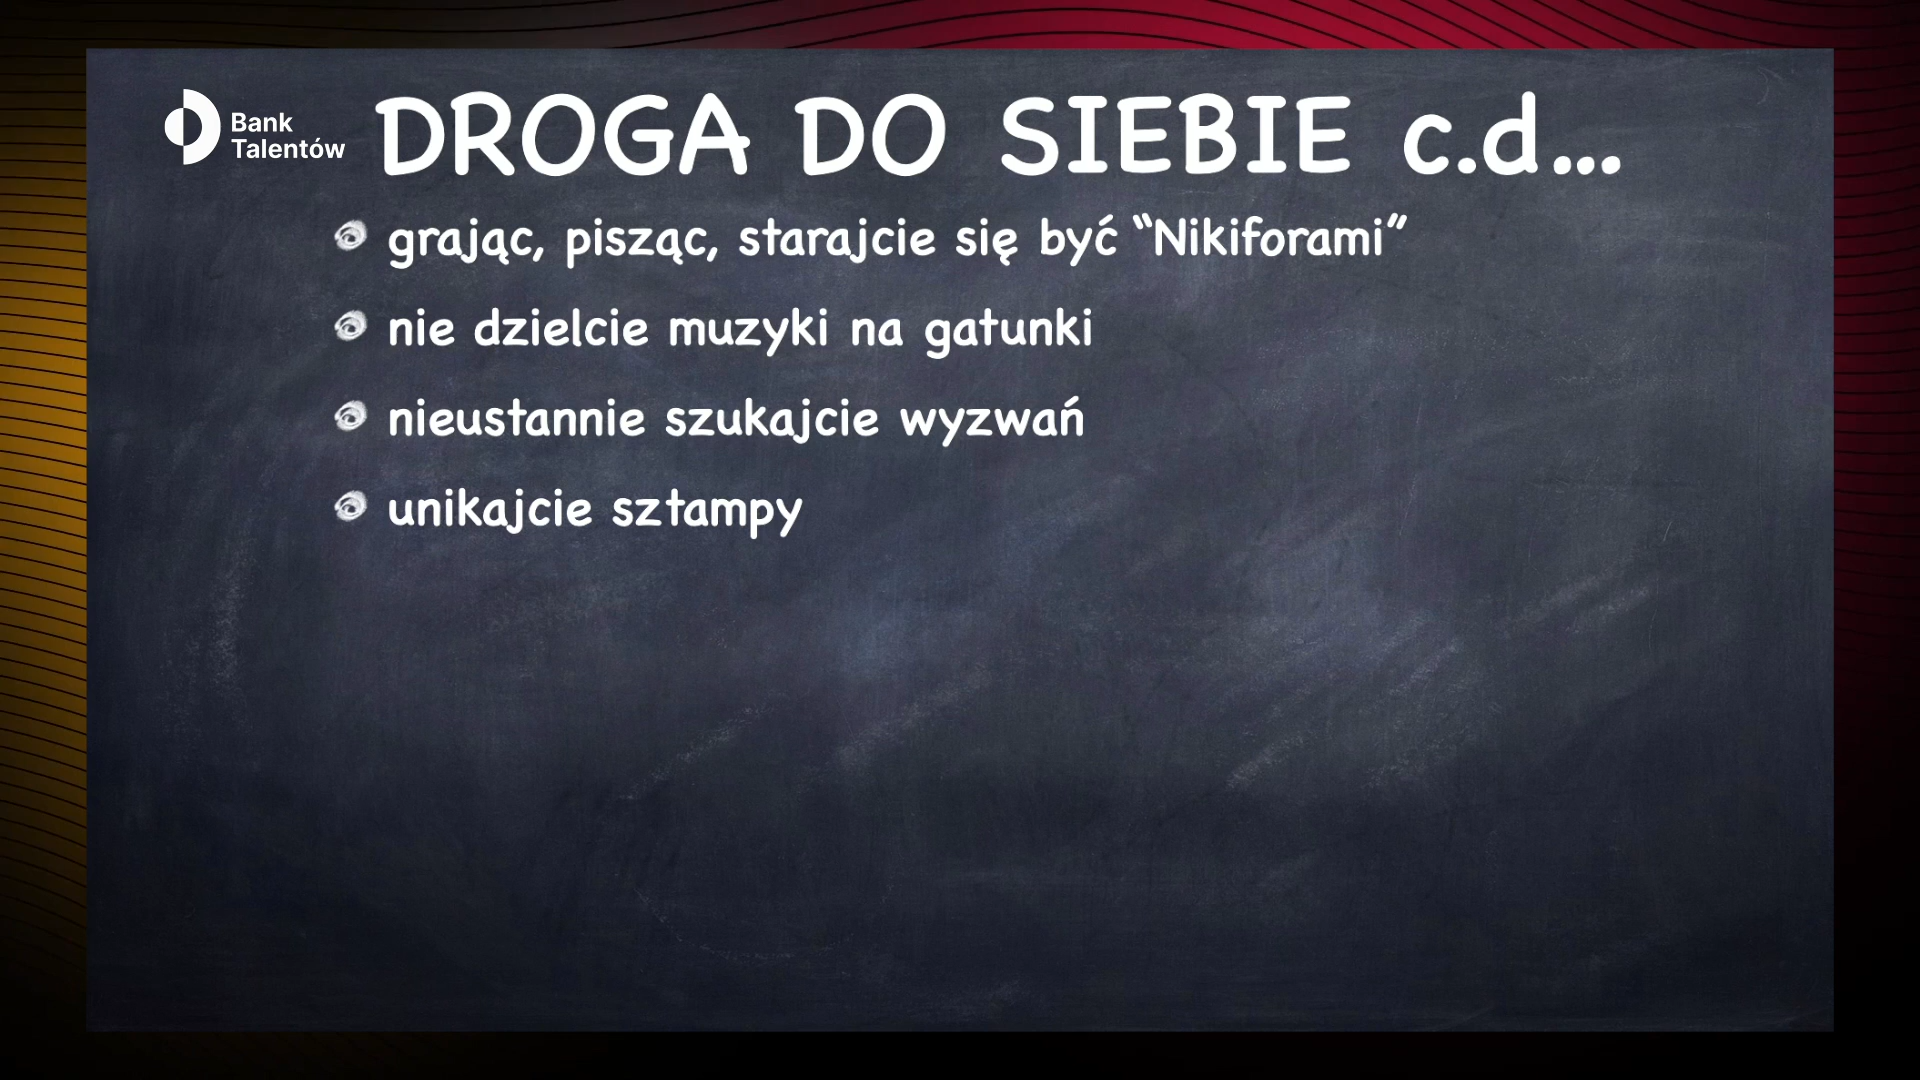 Bank
Talentów
DROGA DO SIEBIE c.d...
grając, pisząc, starajcie się być “Nikiforami”
nie dzielcie muzyki na gatunki
nieustannie szukajcie wyzwań
unikajcie sztampy